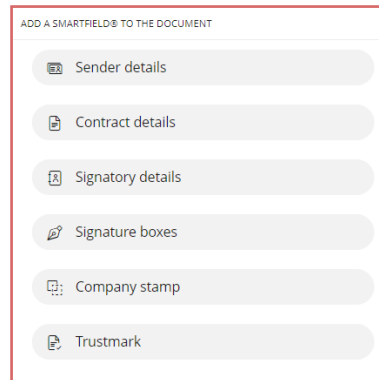 ADD A SMARTFIELD® TO THE DOCUMENT
Sender details
Contract details
Signatory details
Signature boxes
Company stamp
Trustmark